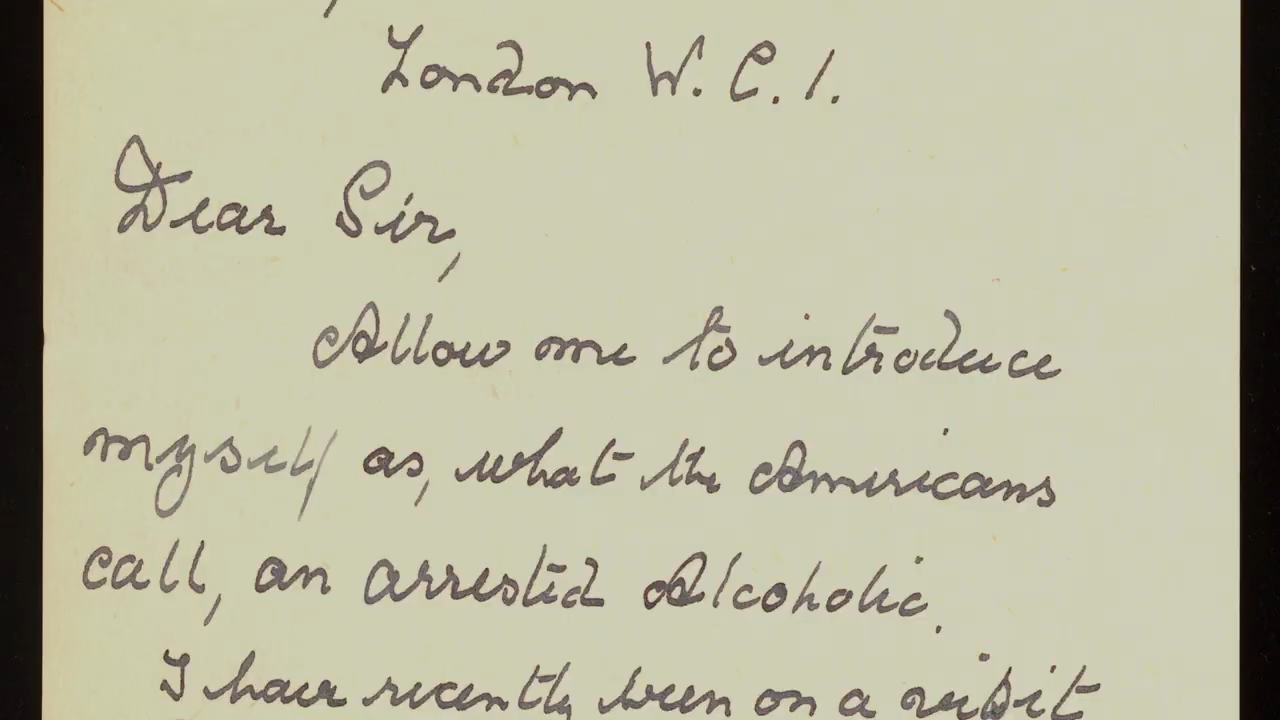 London W.C.1.
Dear Sir,
Allow me to introduce
myself as, what the Americans
call, an arrested Alcoholic.
I have recently been on a visit